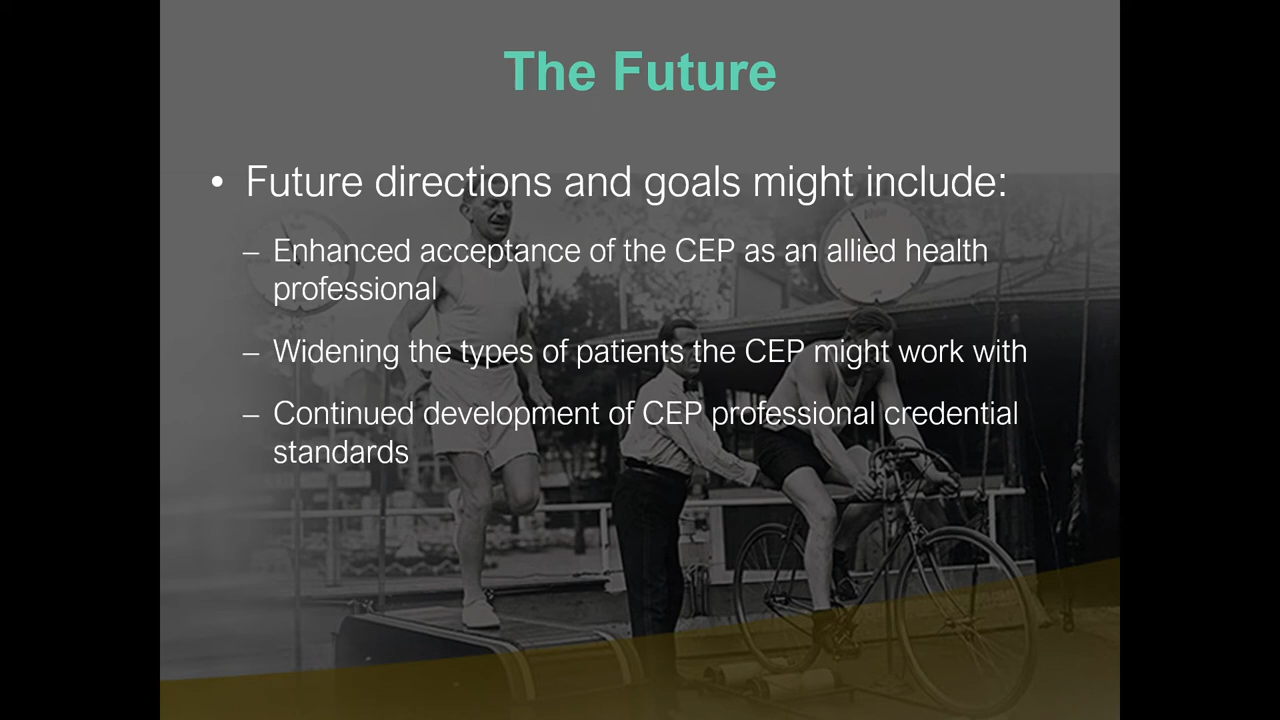 The Future
• Future directions and goals might include:
– Enhanced acceptance of the CEP as an allied health
professional
– Widening the types of patients the CEP might work with
– Continued development of CEP professional credential
standards